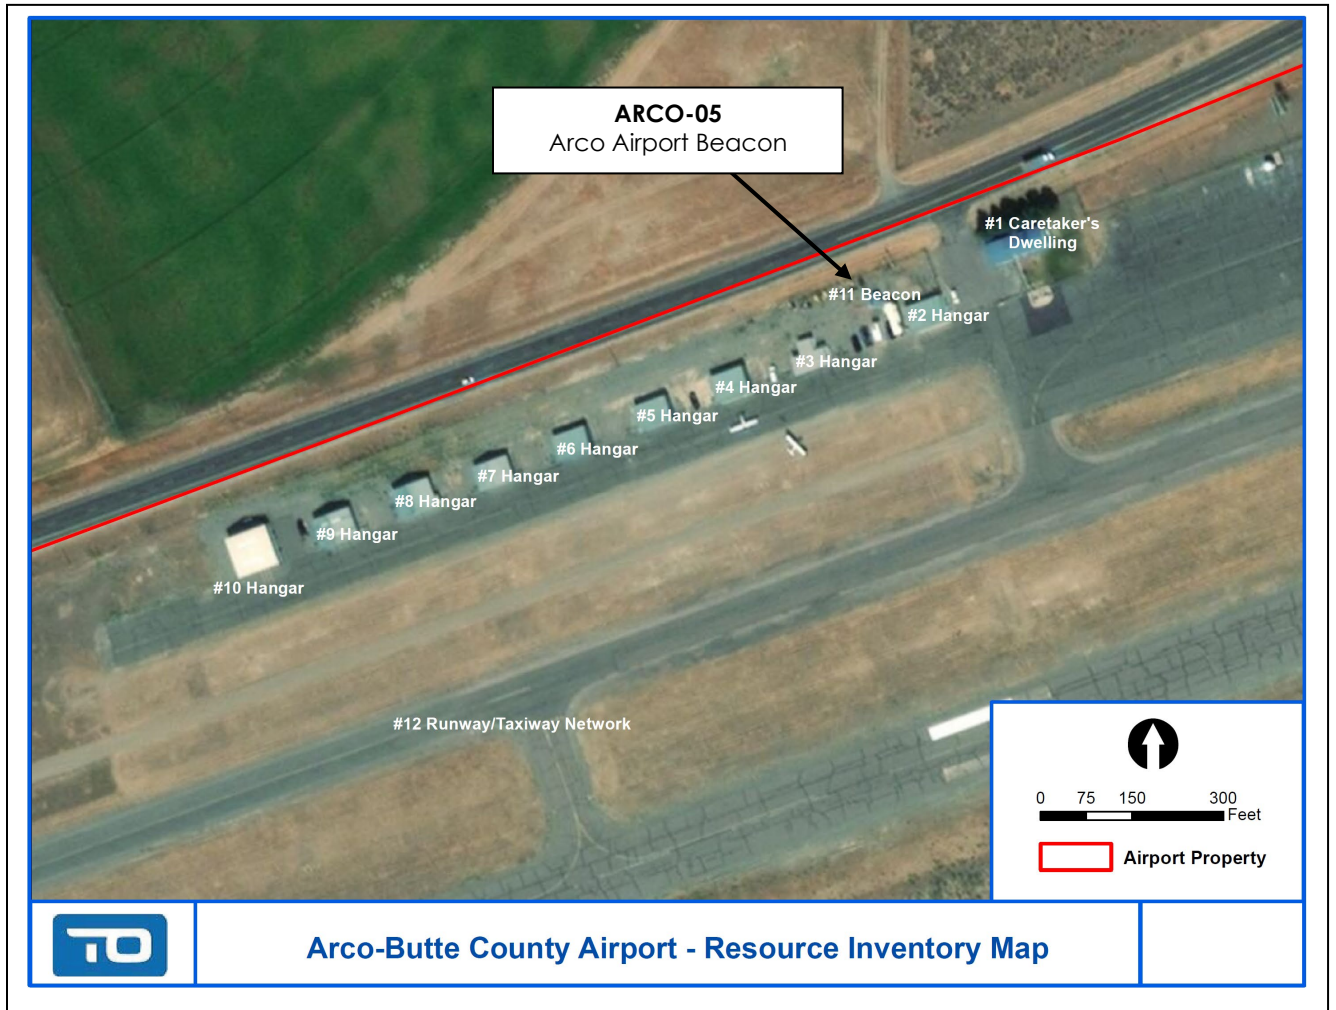 ARCO-05
Arco Airport Beacon
#1 Caretaker's
Dwelling
#11 Beacon
#2 Hangar
#3 Hangar
#4 Hangar
#5 Hangar
#6 Hangar
#7 Hangar
#8 Hangar
#9 Hangar
#10 Hangar
#12 Runway/Taxiway Network
0 75 150 300
Feet
Airport Property
TO
Arco-Butte County Airport - Resource Inventory Map